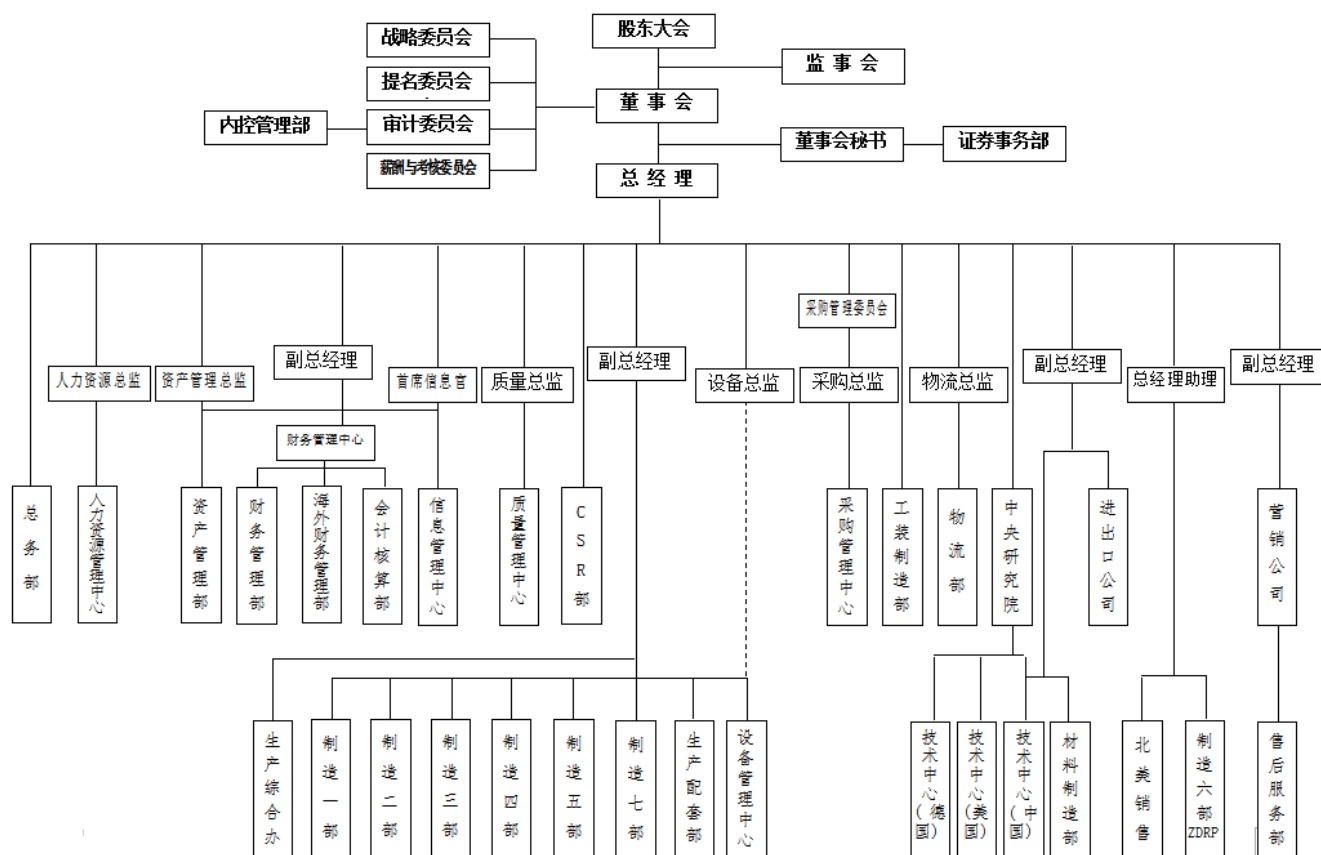 股东大会
战略委员会
监 事 会
提名委员会
董 事 会
内控管理部
审计委员会
董事会秘书
证券事务部
薪酬与考核委员会
总 经 理
采购管理委员会
副总经理
副总经理
副总经理
副总经理
人力资源总监
资产管理总监
首席信息官
质量总监
设备总监
采购总监
物流总监
总经理助理
财务管理中心
总务部
人力资源管理中心
资产管理部
财务管理部
海外财务管理部
会计核算部
信息管理中心
质量管理中心
CSR部
采购管理中心
工装制造部
物流部
中央研究院
进出口公司
营销公司
生产综合办
制造一部
制造二部
制造三部
制造四部
制造五部
制造七部
生产配套部
设备管理中心
技术中心(德国)
技术中心(美国)
技术中心(中国)
材料制造部
北美销售
制造六部ZDRP
售后服务部